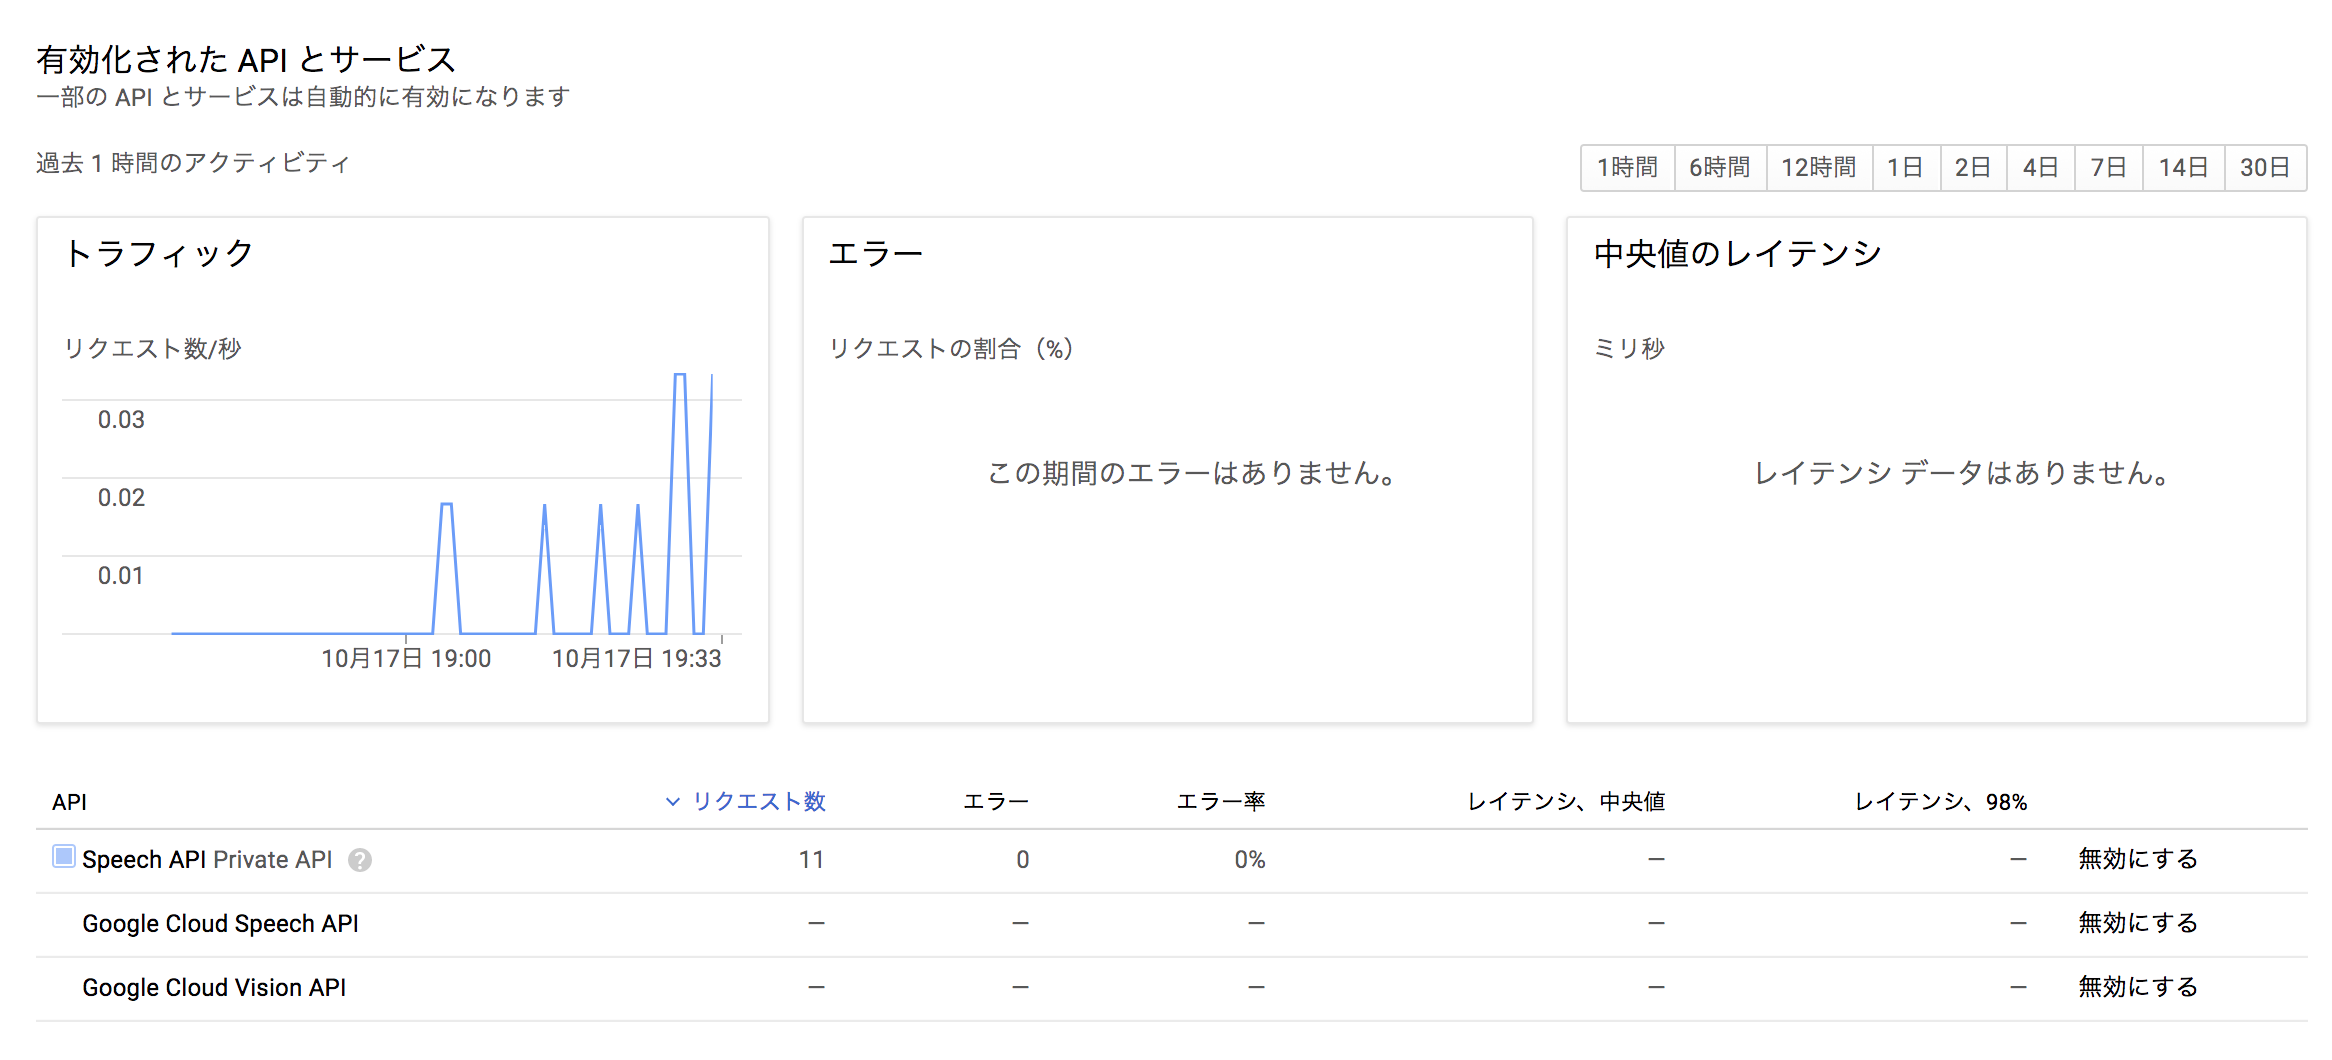 有効化された API とサービス
一部の API とサービスは自動的に有効になります
過去 1 時間のアクティビティ
1時間 6時間 12時間 1日 2日 4日 7日 14日 30日
トラフィック
リクエスト数/秒
0.03
0.02
0.01
10月17日 19:00 10月17日 19:33
エラー
リクエストの割合（%）
この期間のエラーはありません。
中央値のレイテンシ
ミリ秒
レイテンシ データはありません。
API リクエスト数 エラー エラー率 レイテンシ、中央値 レイテンシ、98%
Speech API Private API ? 11 0 0% — — 無効にする
Google Cloud Speech API — — — — — 無効にする
Google Cloud Vision API — — — — — 無効にする